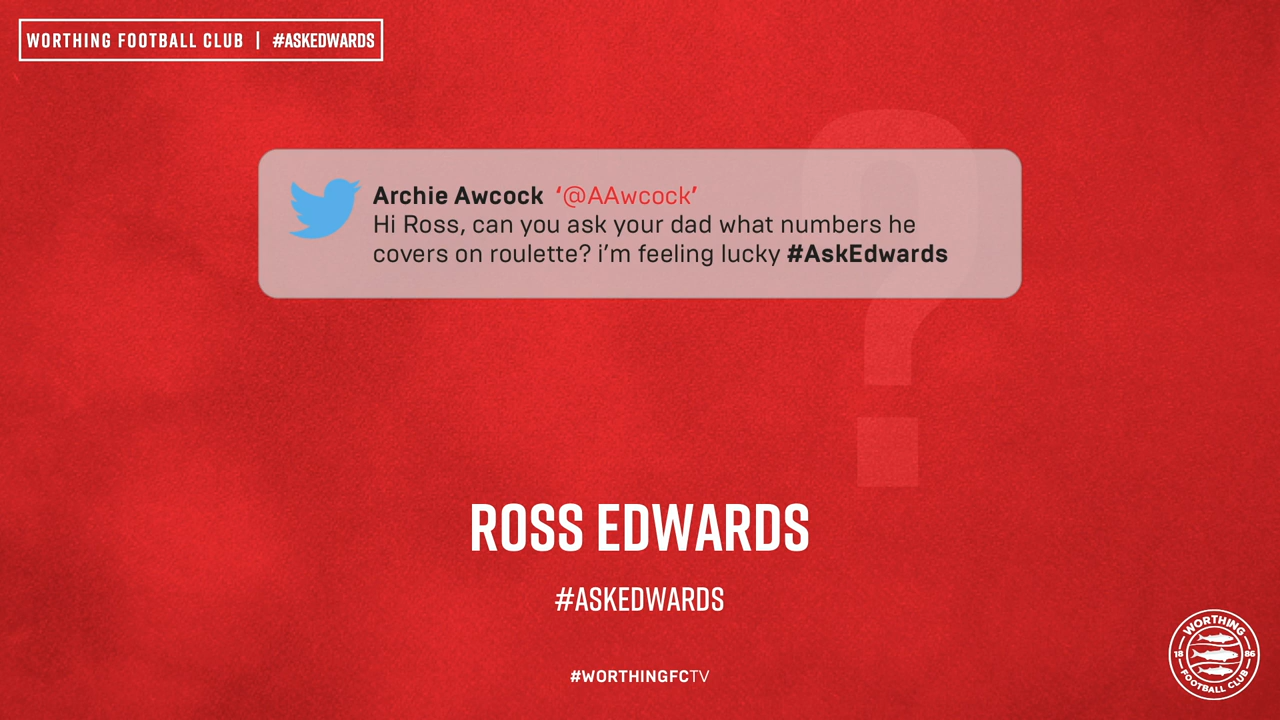 WORTHING FOOTBALL CLUB | #ASKEDWARDS
Archie Awcock '@AAwcock'
Hi Ross, can you ask your dad what numbers he
covers on roulette? i'm feeling lucky #AskEdwards
?
ROSS EDWARDS
#ASKEDWARDS
#WORTHINGFCTV
WORTHING
18 86
FOOTBALL CLUB